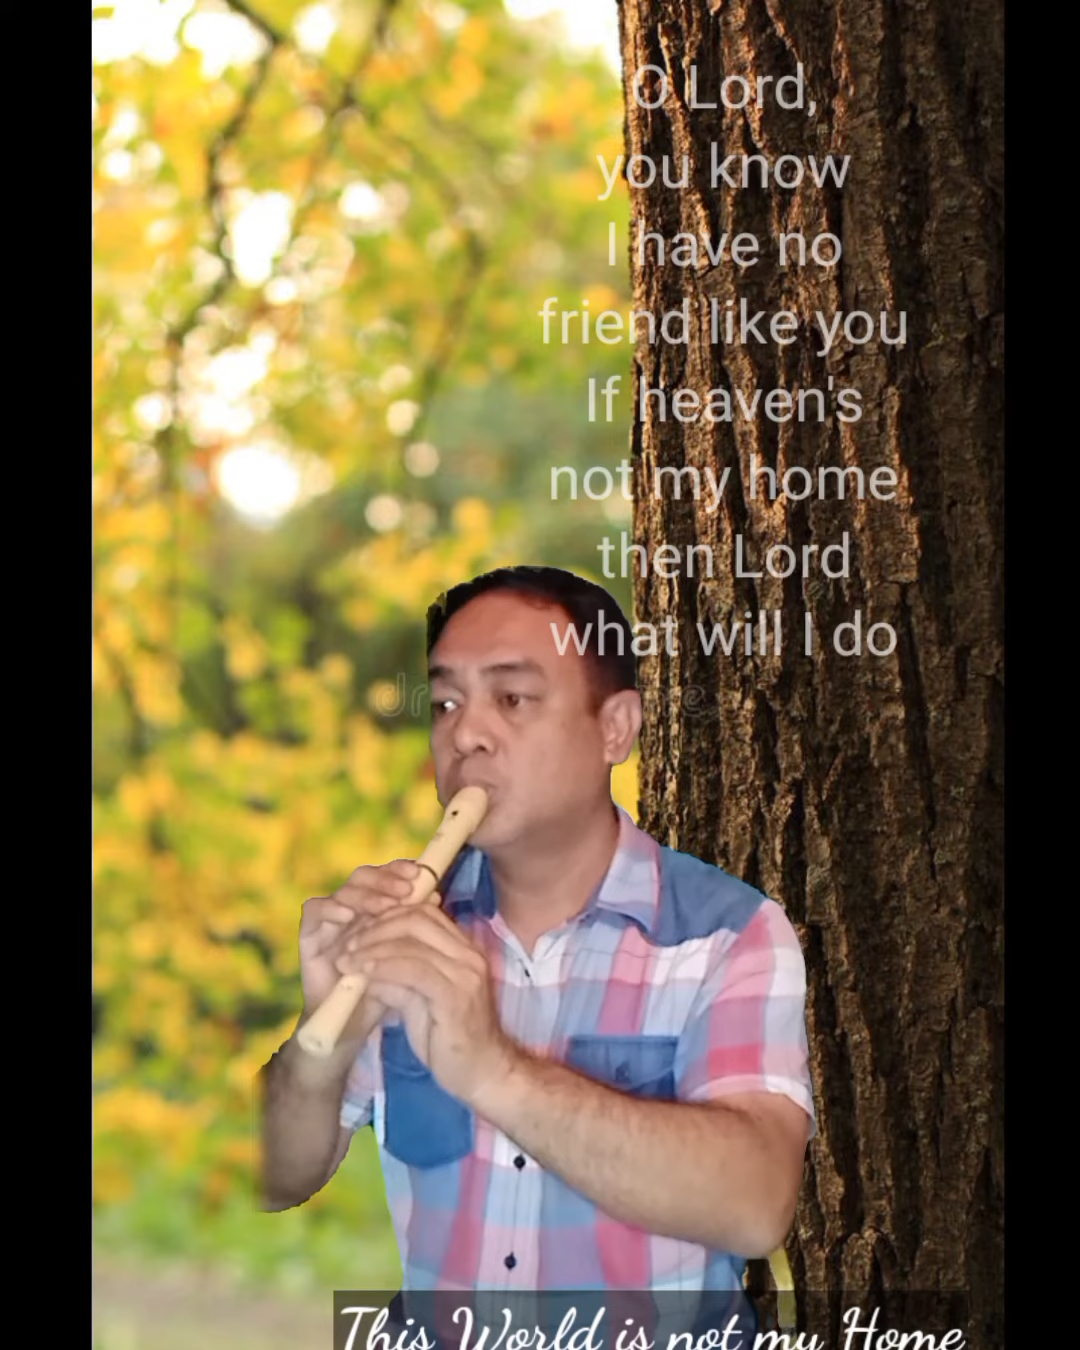 O Lord,
you know
I have no
friend like you
If heaven's
not my home
then Lord
what will I do
This World is not my Home